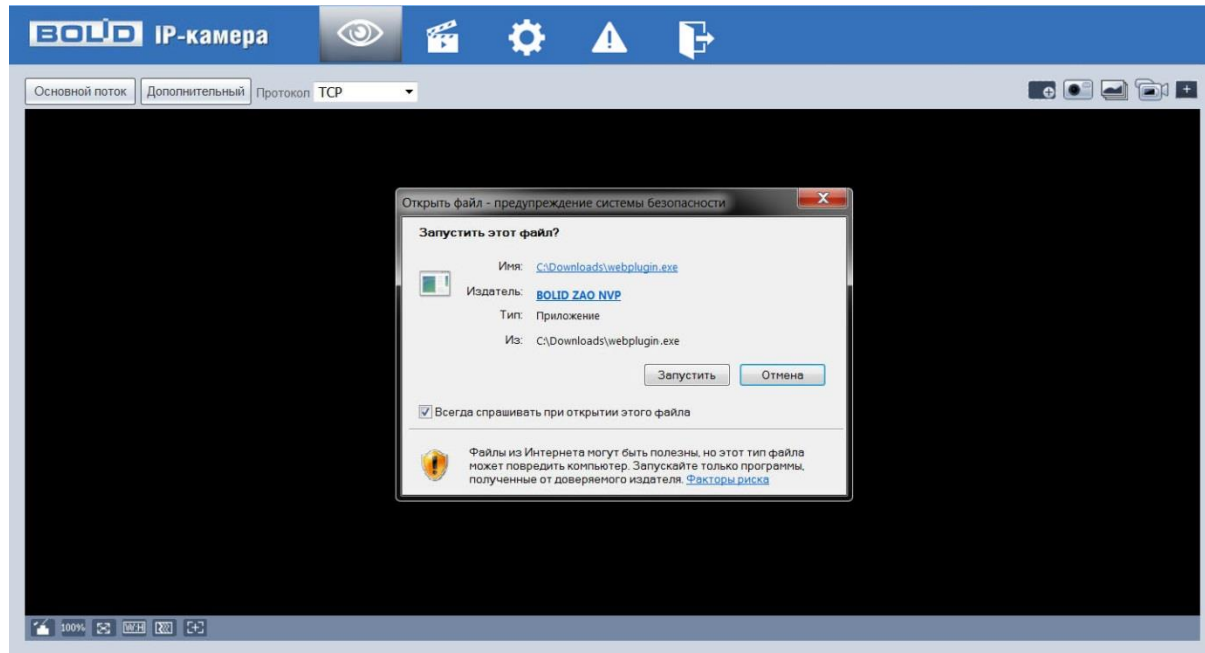 BOLID IP-камера
Основной поток Дополнительный Протокол TCP
Открыть файл - предупреждение системы безопасности
Запустить этот файл?
Имя: C:\Downloads\webplugin.exe
Издатель: BOLID ZAO NVP
Тип: Приложение
Из: C:\Downloads\webplugin.exe
Запустить Отмена
Всегда спрашивать при открытии этого файла
Файлы из Интернета могут быть полезны, но этот тип файла
может повредить компьютер. Запускайте только программы,
полученные от доверяемого издателя. Факторы риска
100% W:H